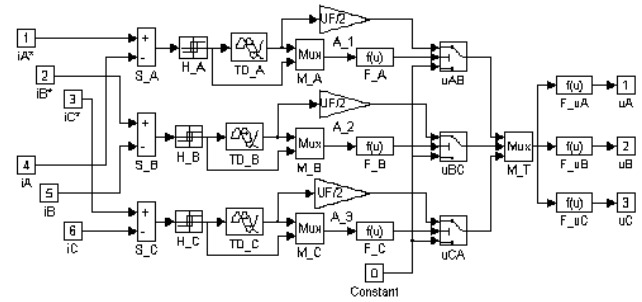 UF/2
1 + f(u) f(u) 1
iA* - Mux A_1
S_A H_A TD_A M_A F_A uAB F_uA uA
2
iB* 3 UF/2
iC* + A_2
- Mux f(u) Mux f(u) 2
4 S_B H_B TD_B M_B F_B uBC M_T F_uB uB
iA 5
iB UF/2
+ A_3 f(u) 3
6 - Mux f(u) F_uC uC
iC S_C H_C TD_C M_C F_C uCA
0
Constant